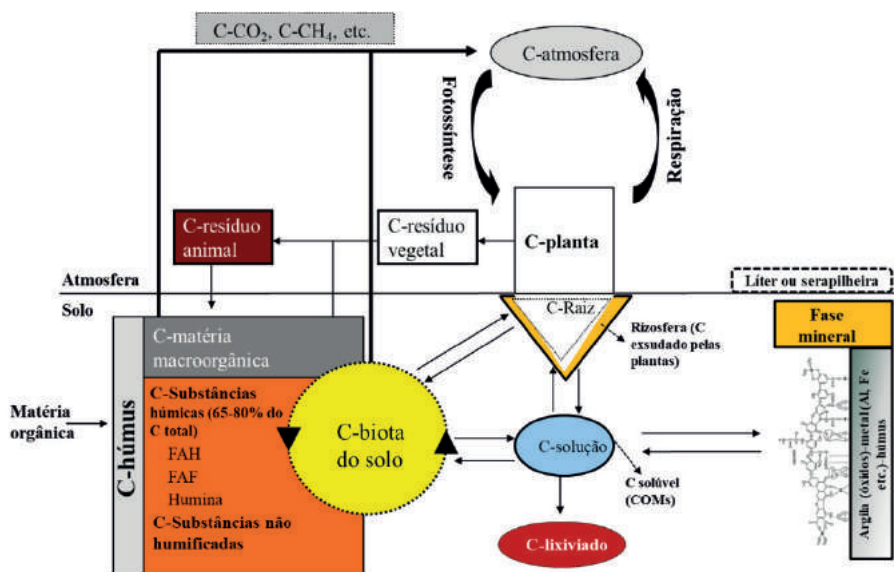 C-CO₂, C-CH₄, etc.
C-atmosfera
Fotossíntese
Respiração
C-resíduo
animal
C-resíduo
vegetal
C-planta
Atmosfera
Solo
Líter ou serapilheira
C-Raiz
Rizosfera (C
exsudado pelas
plantas)
Fase
mineral
C-matéria
macroorgânica
Matéria
orgânica
C-húmus
C-Substâncias
húmicas (65-80% do
C total)
FAH
FAF
Humina
C-Substâncias não
humificadas
C-biota
do solo
C-solução
C solúvel
(COMs)
C-lixiviado
Argila (óxidos)-metal (Al, Fe
etc.)-húmus